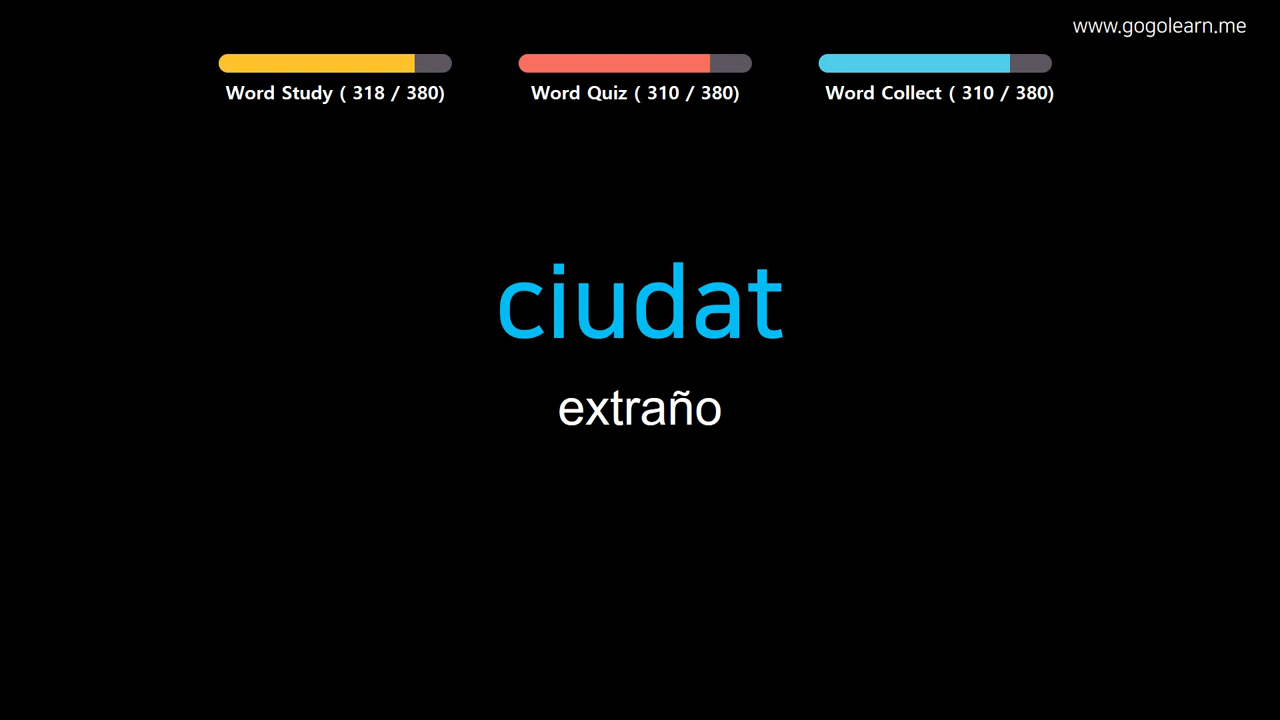 www.gogolearn.me
Word Study ( 318 / 380)
Word Quiz ( 310 / 380)
Word Collect ( 310 / 380)
ciudat
extraño